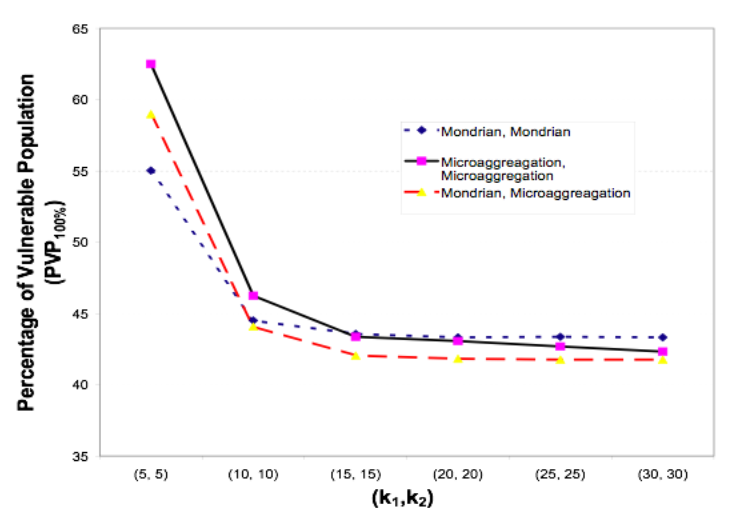 65
60
55
50
45
40
35
Percentage of Vulnerable Population
(PVP100%)
Mondrian, Mondrian
Microaggreagation,
Microaggregation
Mondrian, Microaggreagation
(5, 5)
(10, 10)
(15, 15)
(20, 20)
(25, 25)
(30, 30)
(k1,k2)